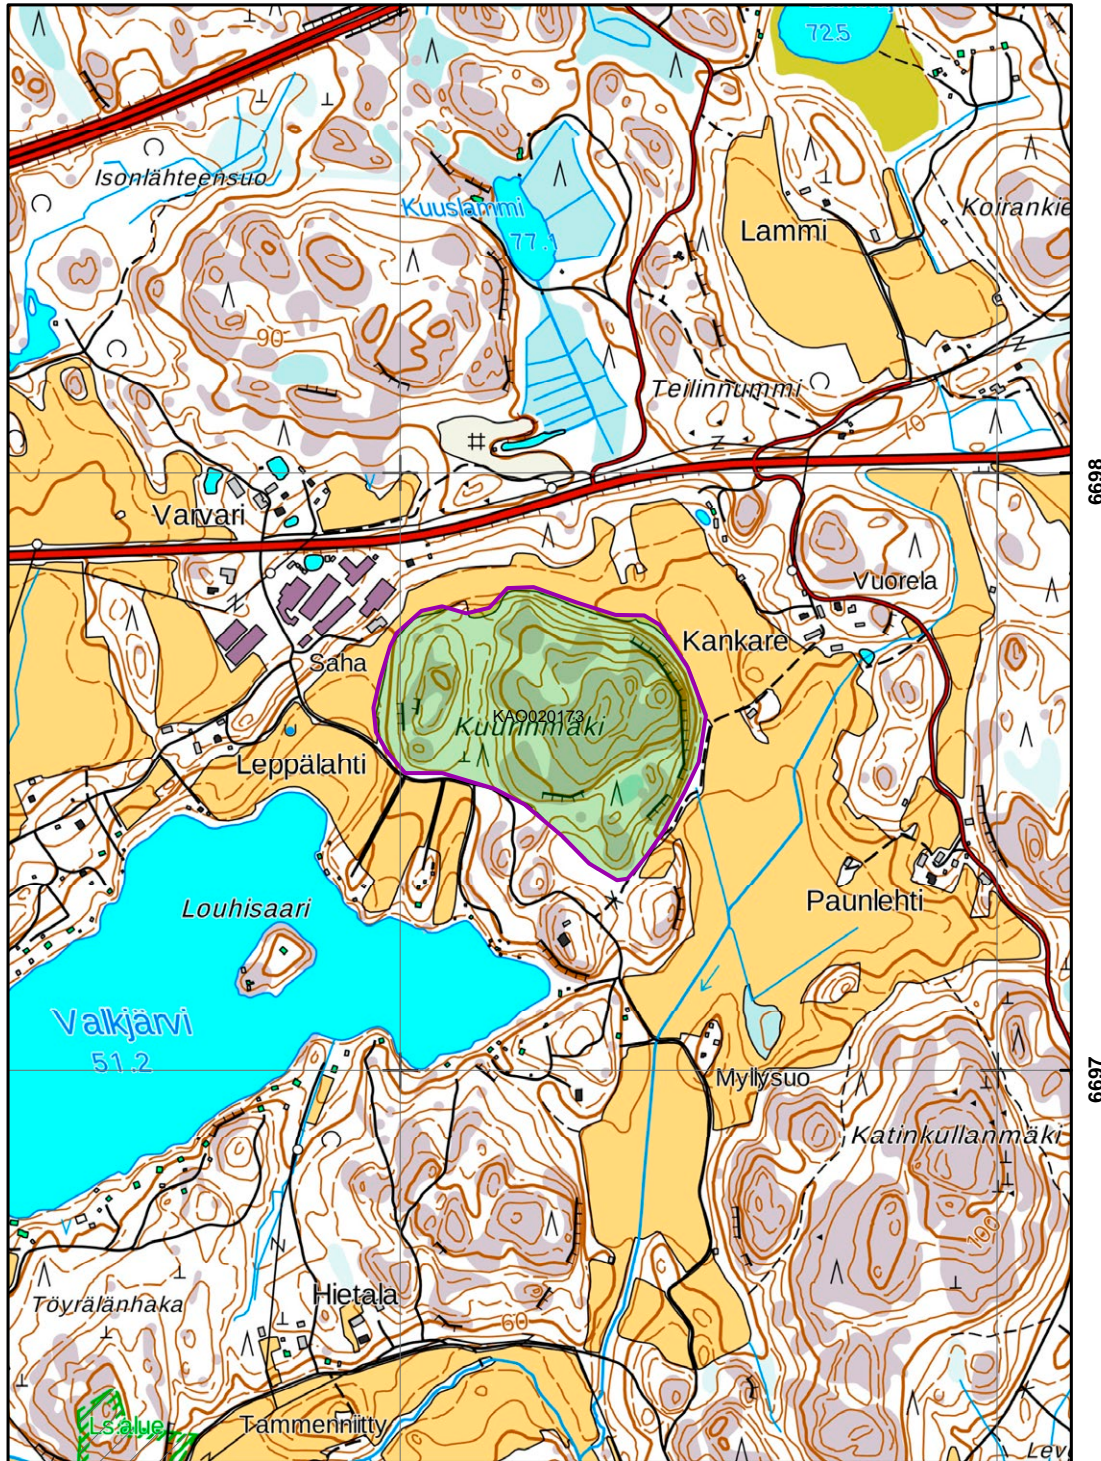 72.5
Isonlähteensuo
Kuuslammi
77.1
Lammi
Koirankie
90
Teilinnummi
70
6698
Varvari
Vuorela
Saha
Kankare
KAO020173
Kuurinmäki
Leppälahti
Louhisaari
Paunlehti
Valkjärvi
51.2
Myllysuo
6697
Katinkullanmäki
100
Töyrälänhaka
Hietala
60
Ls.alue
Tammenniitty
Lev